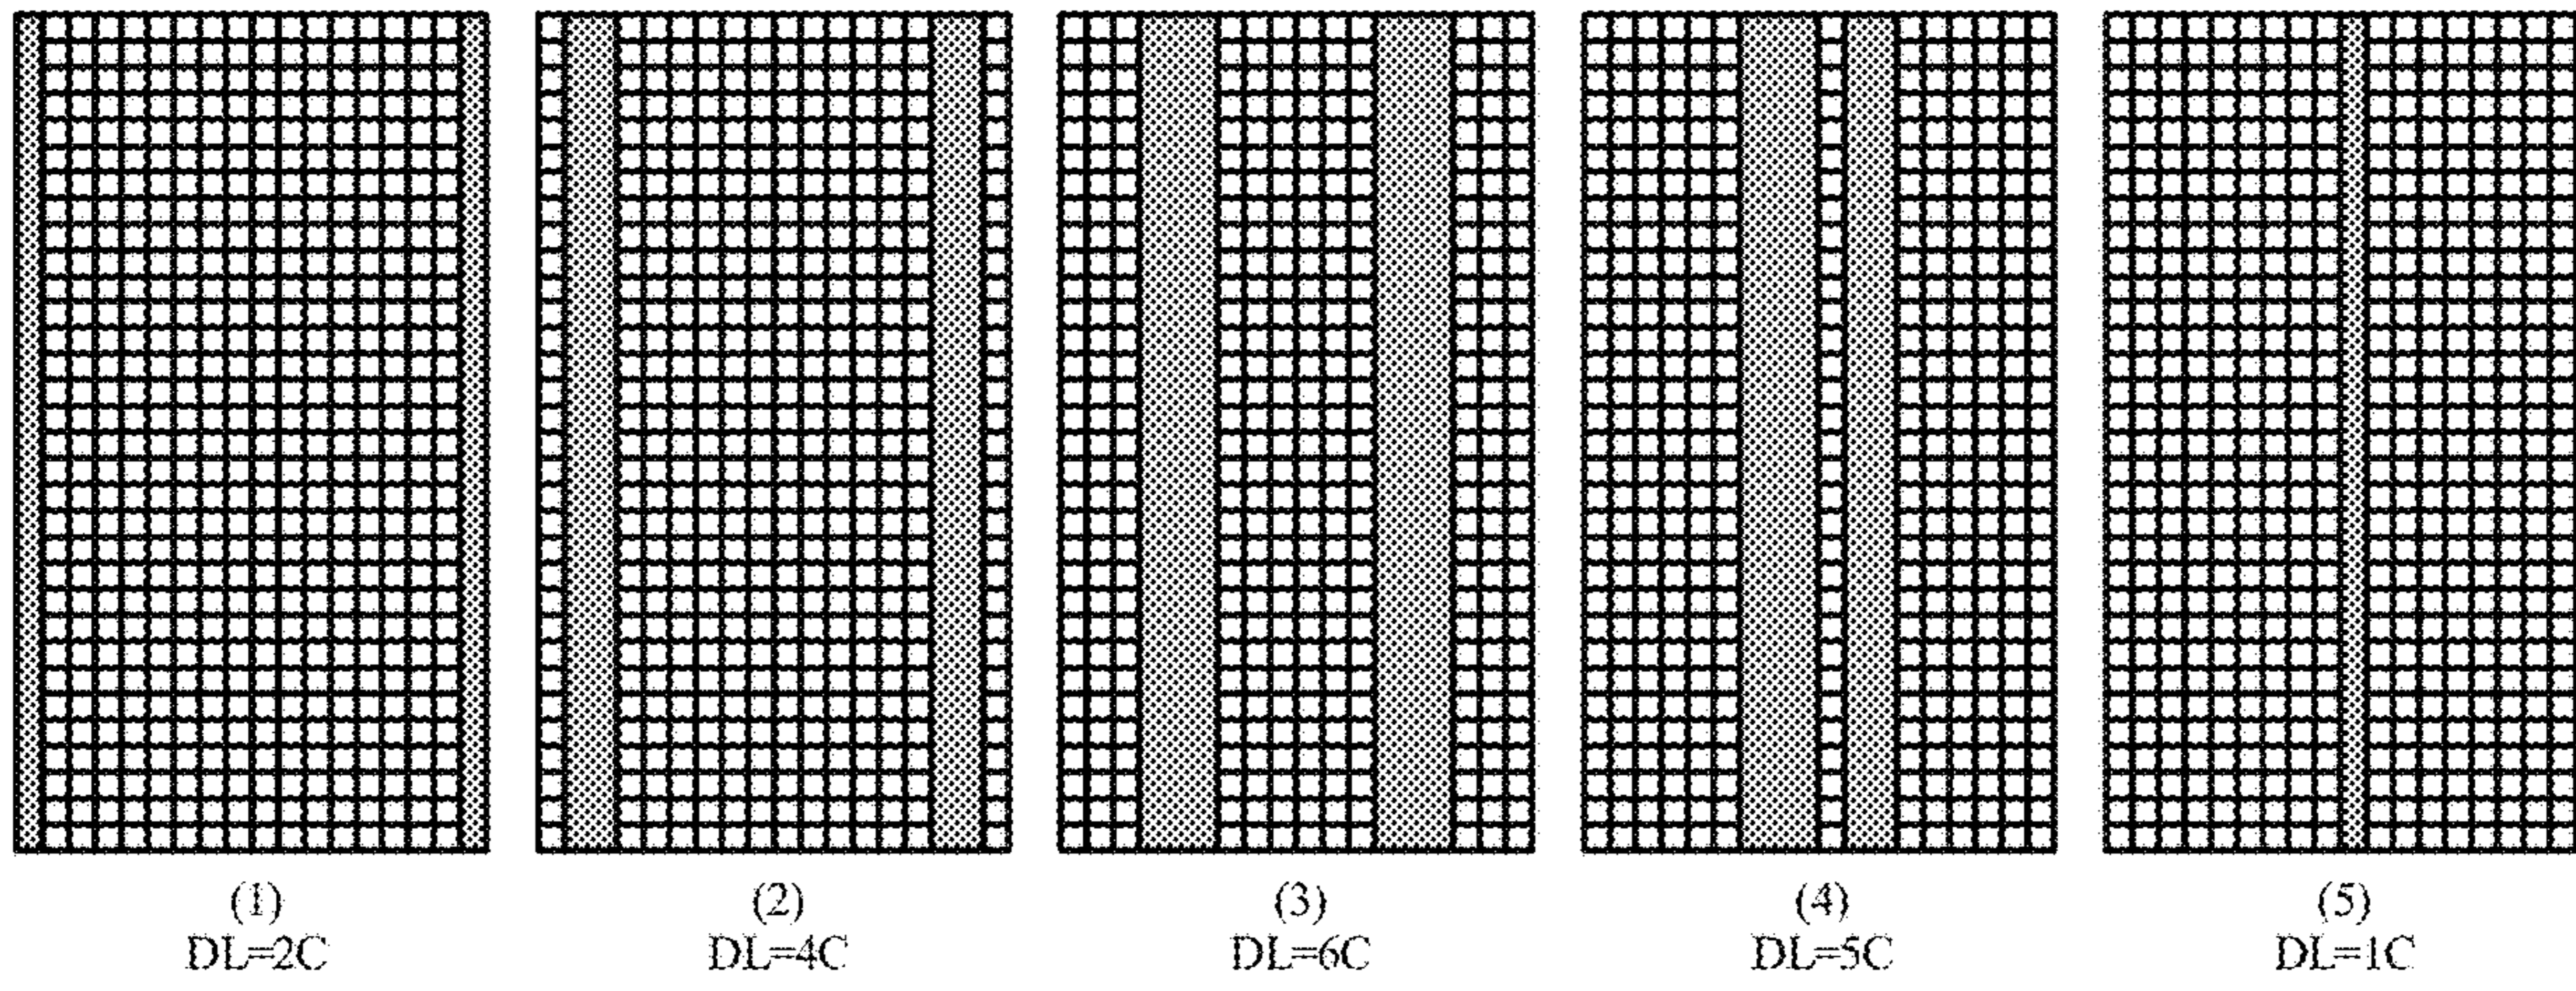 (1)
DL=2C
(2)
DL=4C
(3)
DL=6C
(4)
DL=5C
(5)
DL=1C